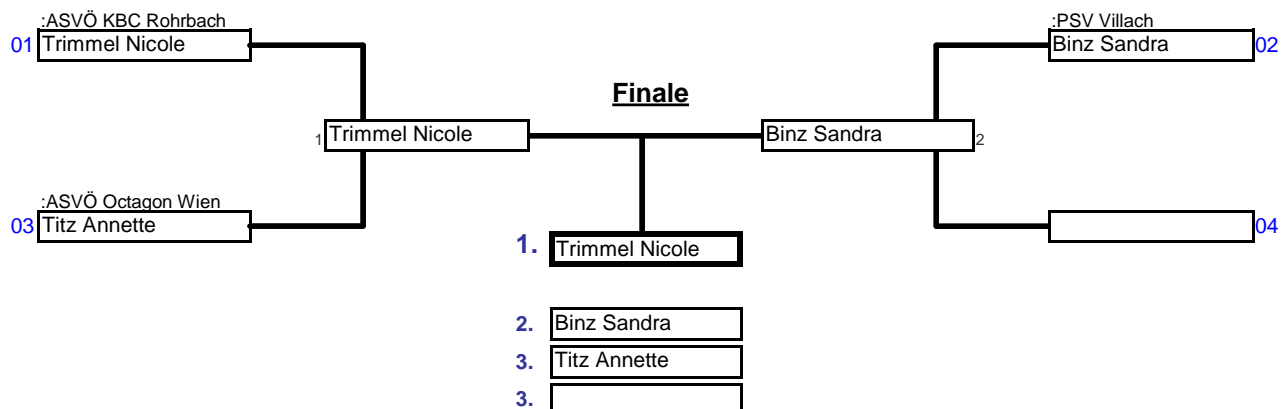 :ASVÖ KBC Rohrbach
:PSV Villach
01 Trimmel Nicole
Binz Sandra 02
Finale
1 Trimmel Nicole
Binz Sandra 2
:ASVÖ Octagon Wien
03 Titz Annette
04
1. Trimmel Nicole
2. Binz Sandra
3. Titz Annette
3.